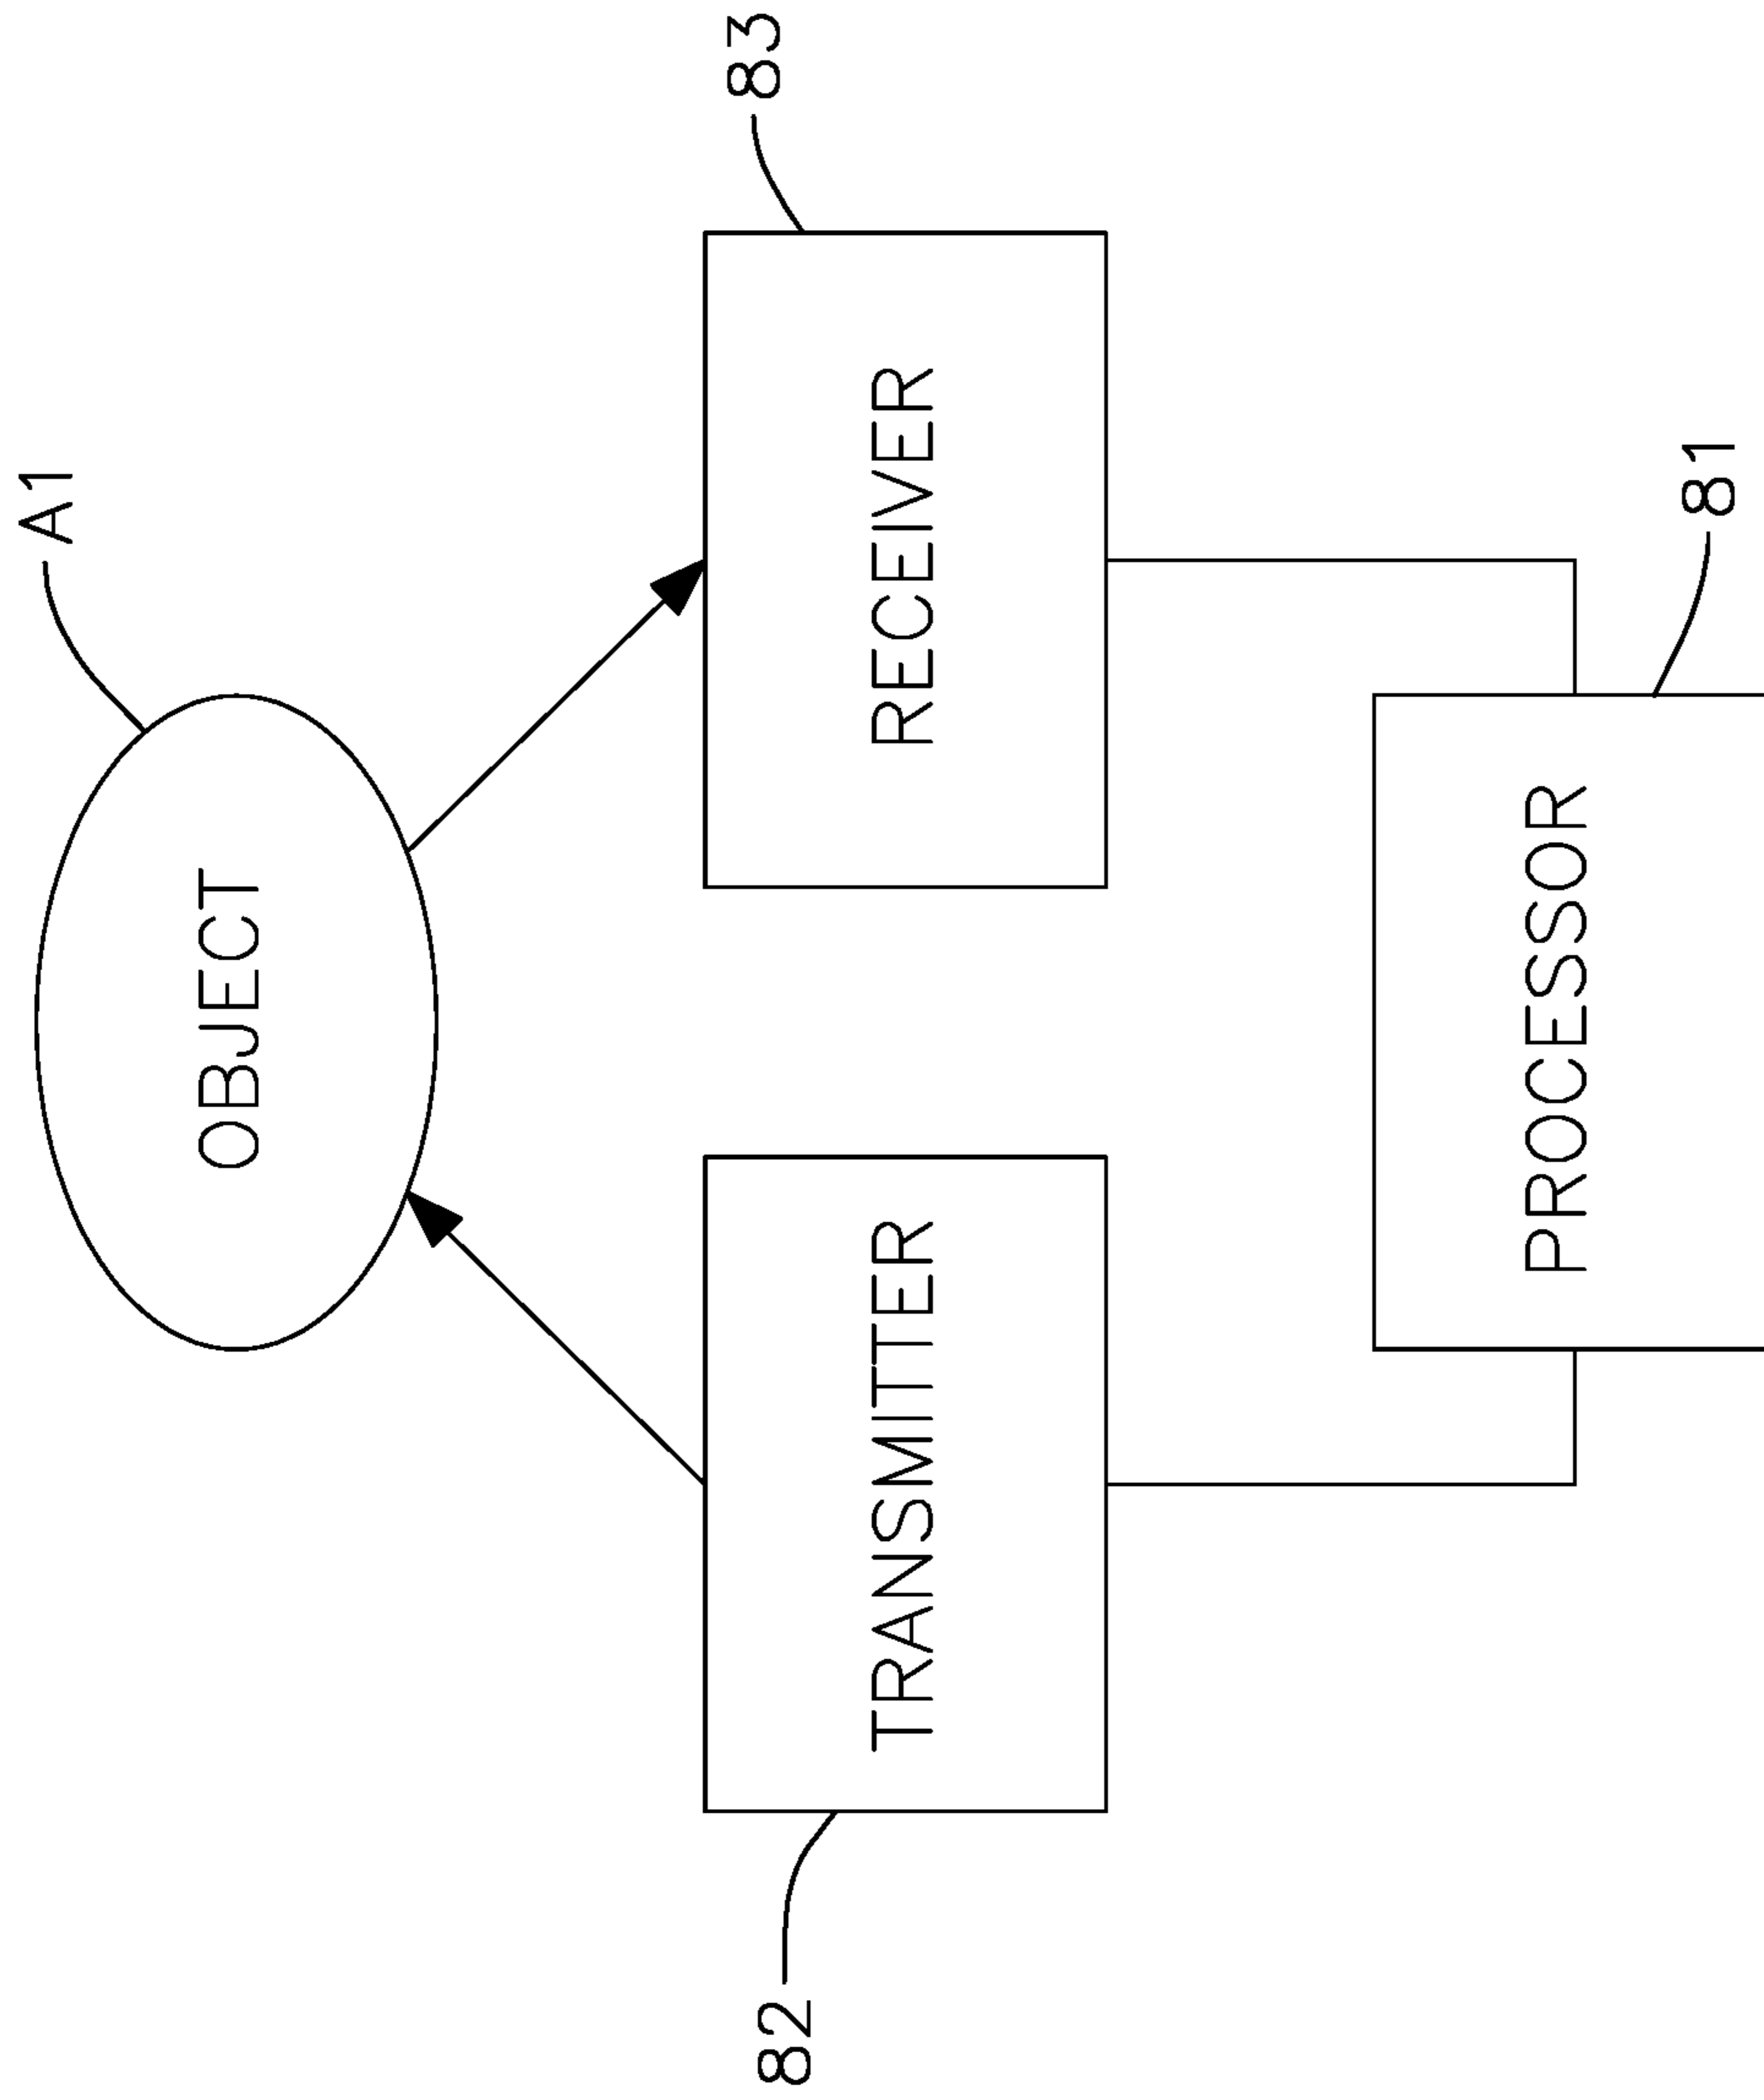 A1
OBJECT
83
82
TRANSMITTER
RECEIVER
81
PROCESSOR